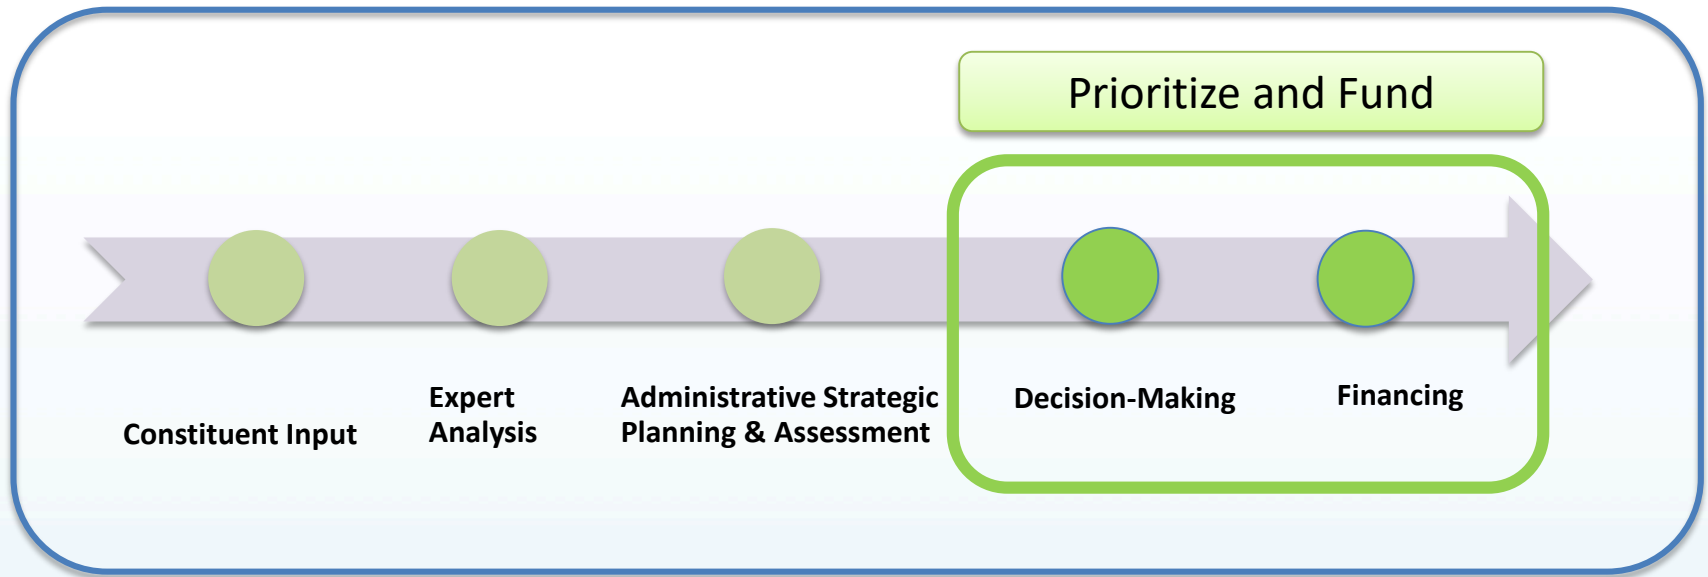 Prioritize and Fund
Constituent Input
Expert
Analysis
Administrative Strategic
Planning & Assessment
Decision-Making
Financing